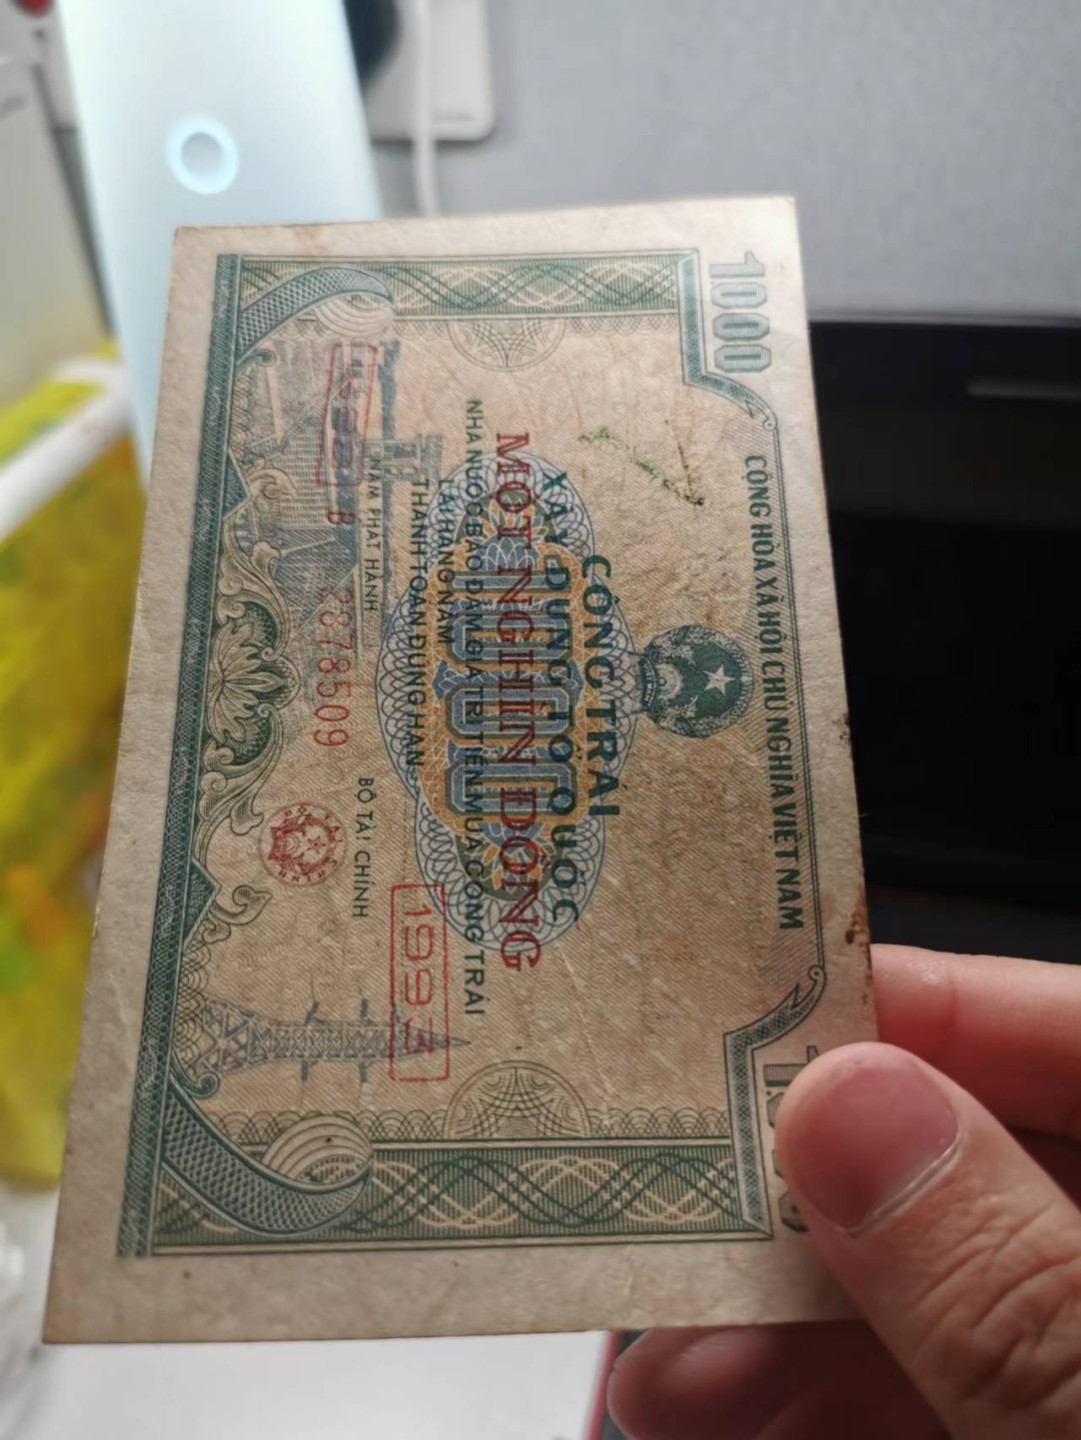 1000
CỘNG HÒA XÃ HỘI CHỦ NGHĨA VIỆT NAM
CÔNG TRÁI
XÂY DỰNG TỔ QUỐC
MỘT NGHÌN ĐỒNG
NHÀ NƯỚC BẢO ĐẢM GIÁ TRỊ TIỀN MUA CÔNG TRÁI
LÃI HÀNG NĂM
THANH TOÁN ĐÚNG HẠN
NĂM PHÁT HÀNH
BỘ TÀI CHÍNH
2878509